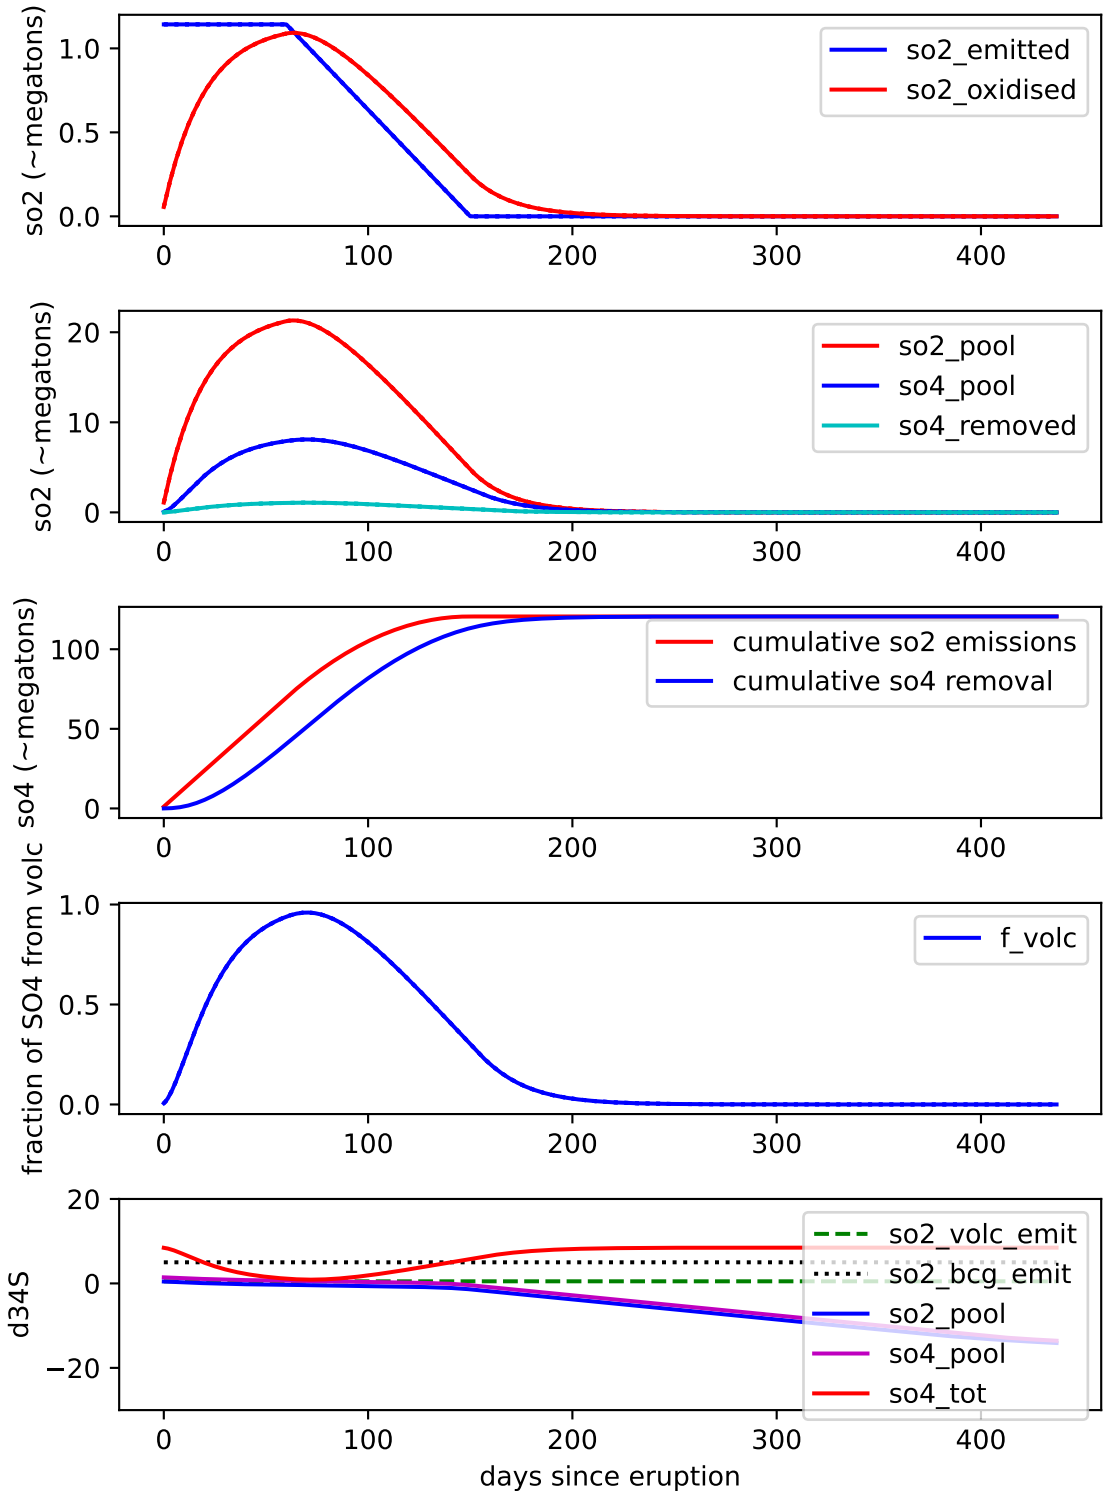 so2 (~megatons)
1.0
0.5
0.0
so2_emitted
so2_oxidised
0
100
200
300
400
so2 (~megatons)
20
10
0
so2_pool
so4_pool
so4_removed
0
100
200
300
400
so4 (~megatons)
100
50
0
cumulative so2 emissions
cumulative so4 removal
0
100
200
300
400
fraction of SO4 from volc
1.0
0.5
0.0
f_volc
0
100
200
300
400
d34S
20
0
−20
so2_volc_emit
so2_bcg_emit
so2_pool
so4_pool
so4_tot
0
100
200
300
400
days since eruption